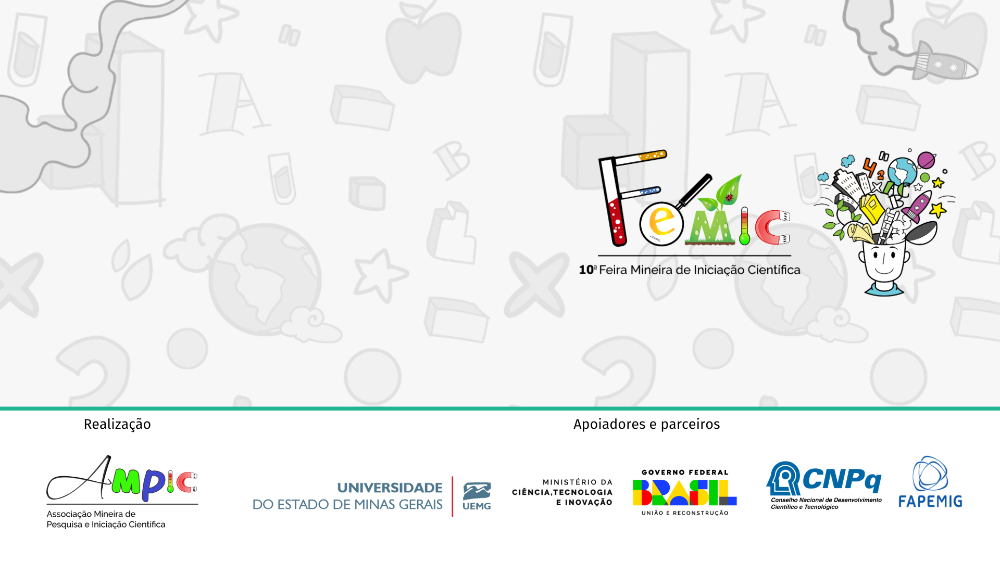 FeMiC
10ª Feira Mineira de Iniciação Científica
Realização
Apoiadores e parceiros
AMPIC
Associação Mineira de
Pesquisa e Iniciação Científica
UNIVERSIDADE
DO ESTADO DE MINAS GERAIS
UEMG
MINISTÉRIO DA
CIÊNCIA,TECNOLOGIA
E INOVAÇÃO
GOVERNO FEDERAL
BRASIL
UNIÃO E RECONSTRUÇÃO
CNPq
Conselho Nacional de Desenvolvimento
Científico e Tecnológico
FAPEMIG